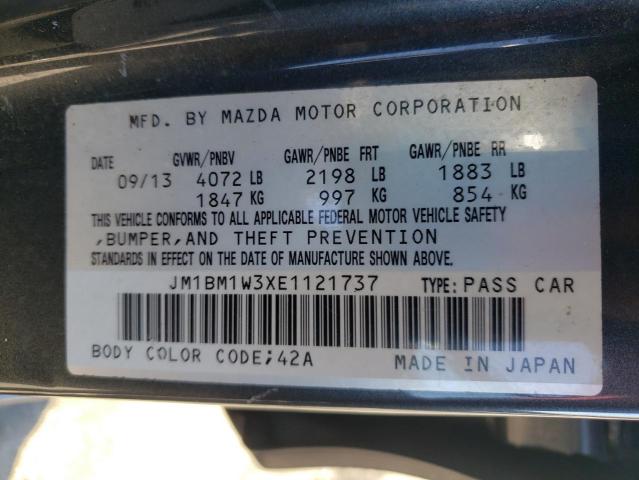 MFD. BY MAZDA MOTOR CORPORATION
DATE GVWR/PNBV GAWR/PNBE FRT GAWR/PNBE RR
09/13 4072 LB 2198 LB 1883 LB
1847 KG 997 KG 854 KG
THIS VEHICLE CONFORMS TO ALL APPLICABLE FEDERAL MOTOR VEHICLE SAFETY
,BUMPER,AND THEFT PREVENTION
STANDARDS IN EFFECT ON THE DATE OF MANUFACTURE SHOWN ABOVE.
JM1BM1W3XE1121737 TYPE: PASS CAR
BODY COLOR CODE;42A MADE IN JAPAN